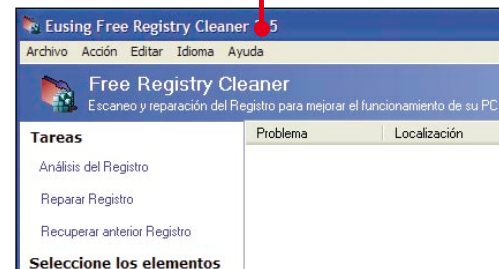 Eusing Free Registry Cleaner 5
Archivo Acción Editar Idioma Ayuda
Free Registry Cleaner
Escaneo y reparación del Registro para mejorar el funcionamiento de su PC
Tareas
Problema Localización
Análisis del Registro
Reparar Registro
Recuperar anterior Registro
Seleccione los elementos